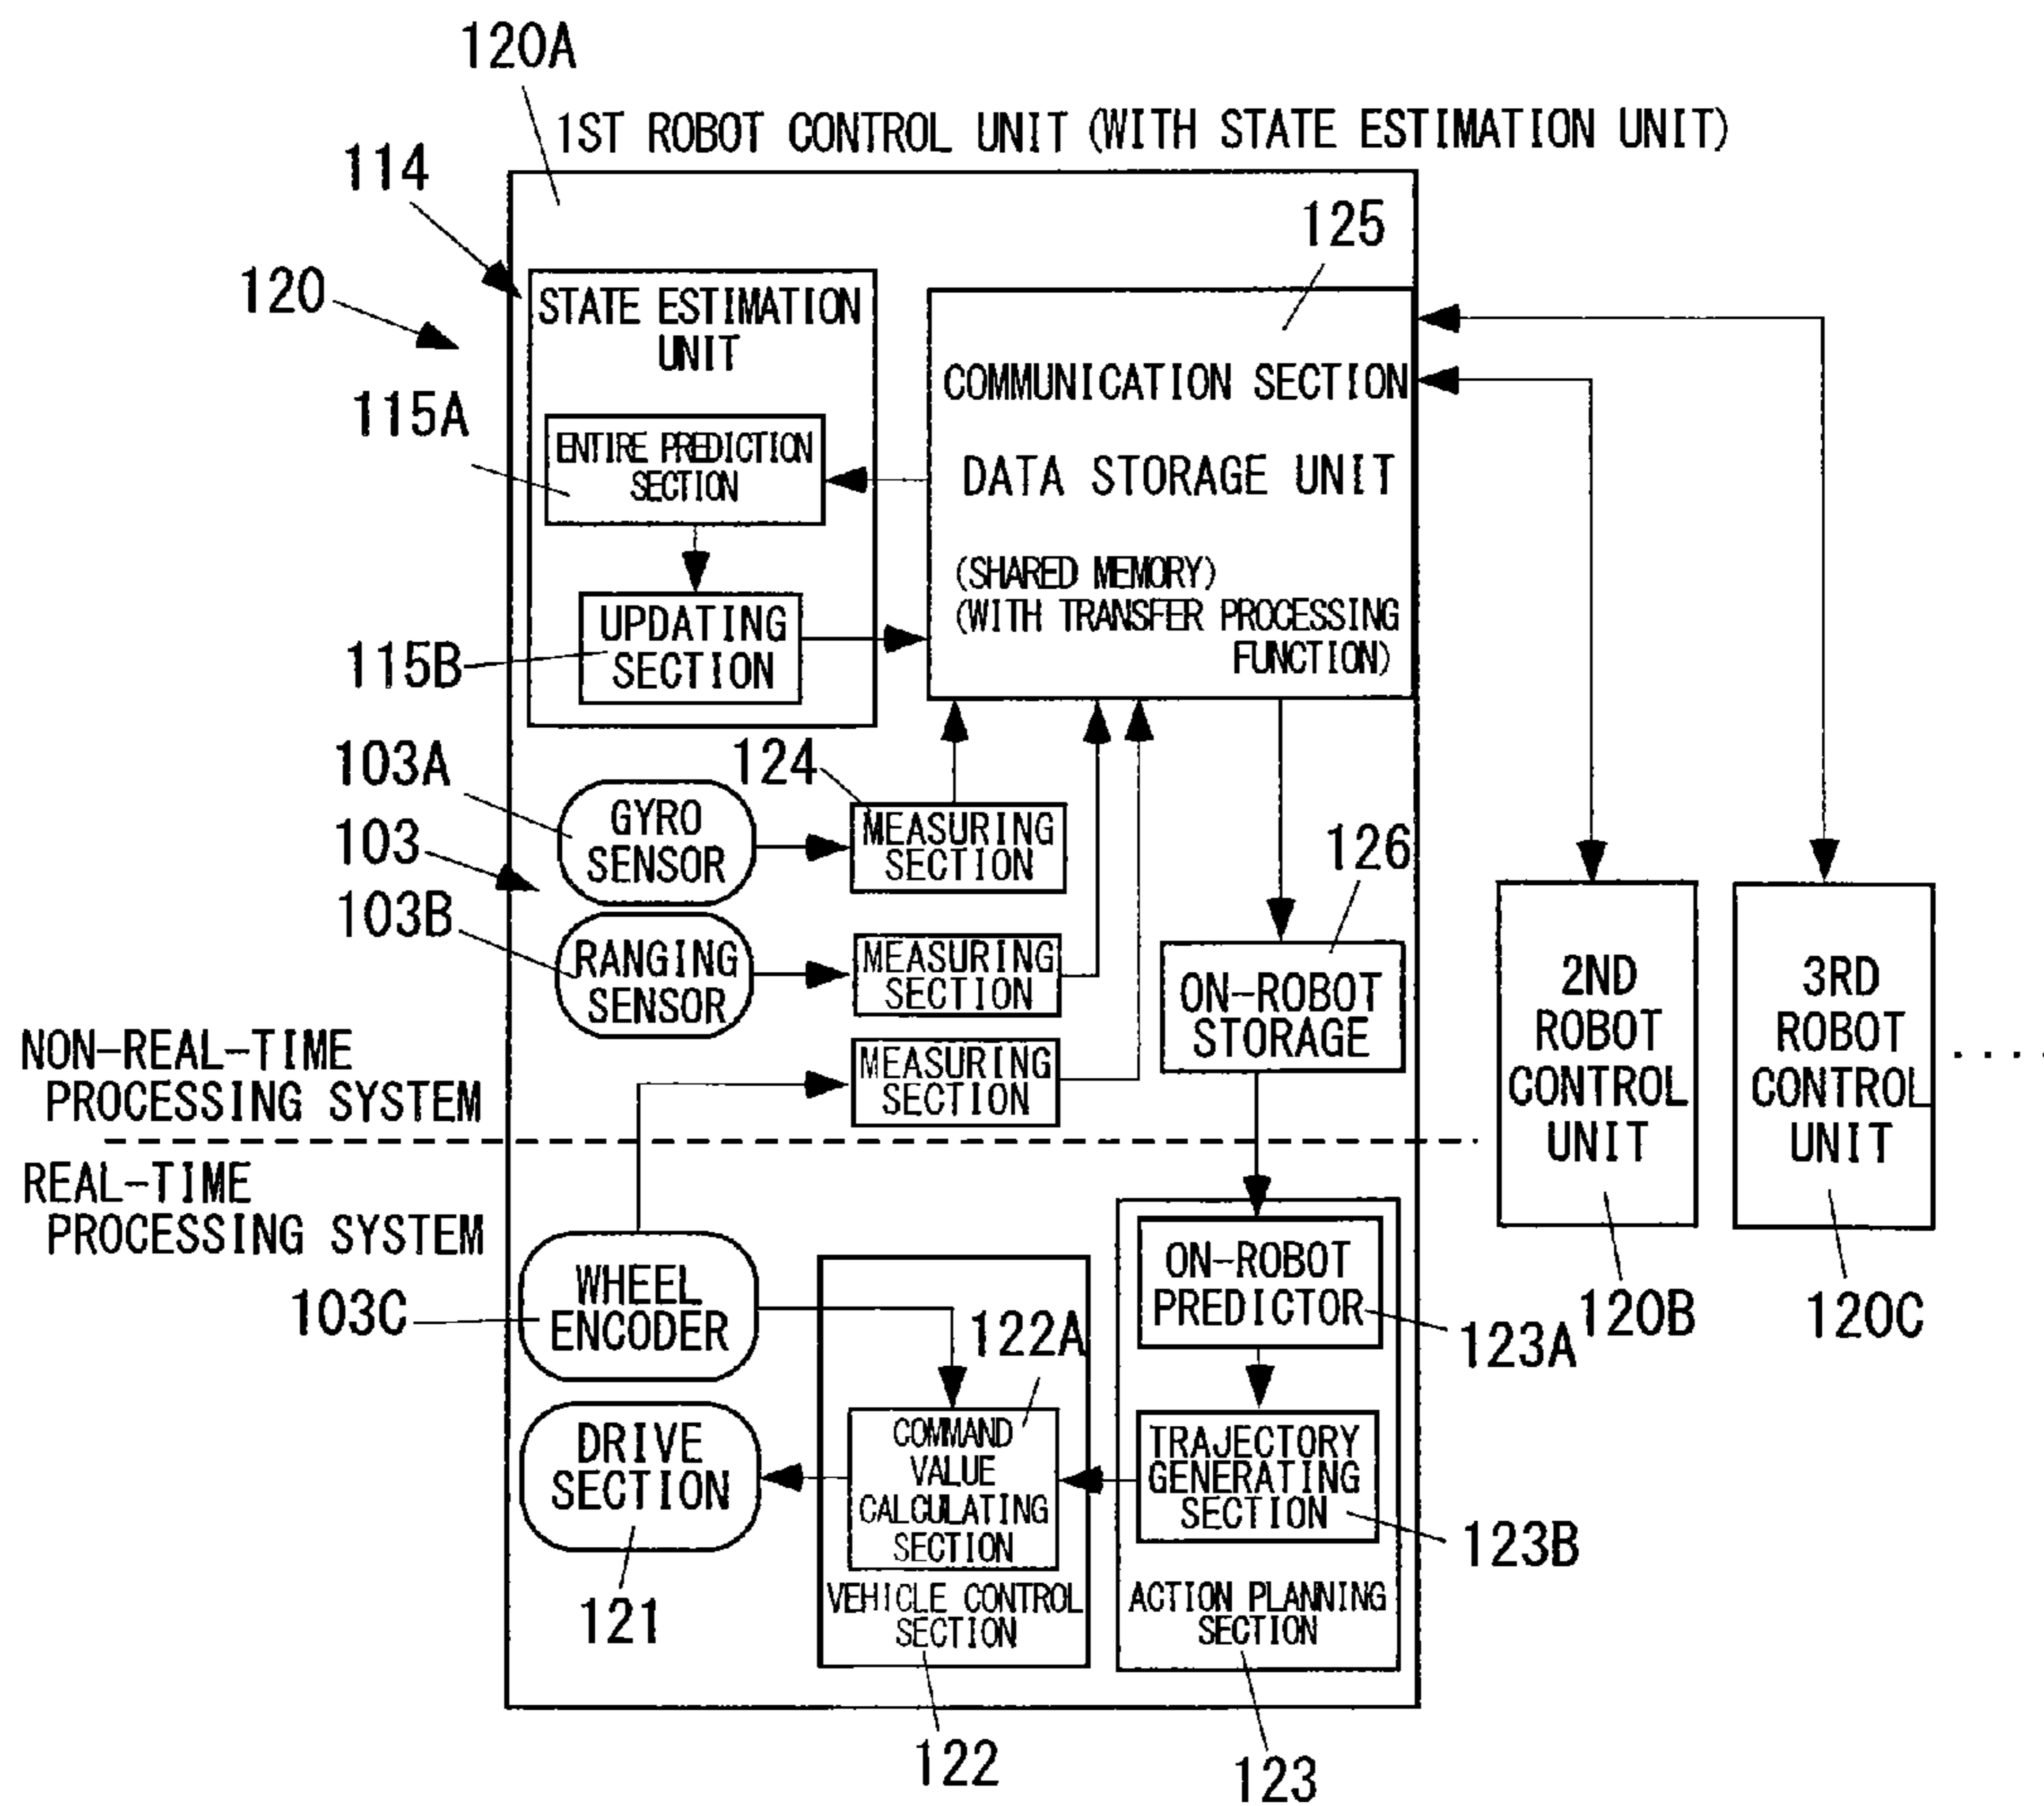 120A
1ST ROBOT CONTROL UNIT (WITH STATE ESTIMATION UNIT)
114
125
120
STATE ESTIMATION
UNIT
COMMUNICATION SECTION
115A
ENTIRE PREDICTION
SECTION
DATA STORAGE UNIT
(SHARED MEMORY)
(WITH TRANSFER PROCESSING
FUNCTION)
UPDATING
SECTION
115B
103A
124
GYRO
SENSOR
MEASURING
SECTION
103
126
103B
RANGING
SENSOR
MEASURING
SECTION
ON-ROBOT
STORAGE
2ND
ROBOT
CONTROL
UNIT
3RD
ROBOT
CONTROL
UNIT
....
NON-REAL-TIME
PROCESSING SYSTEM
MEASURING
SECTION
REAL-TIME
PROCESSING SYSTEM
WHEEL
ENCODER
103C
122A
ON-ROBOT
PREDICTOR
123A
120B
120C
DRIVE
SECTION
COMMAND
VALUE
CALCULATING
SECTION
TRAJECTORY
GENERATING
SECTION
123B
121
VEHICLE CONTROL
SECTION
ACTION PLANNING
SECTION
122
123